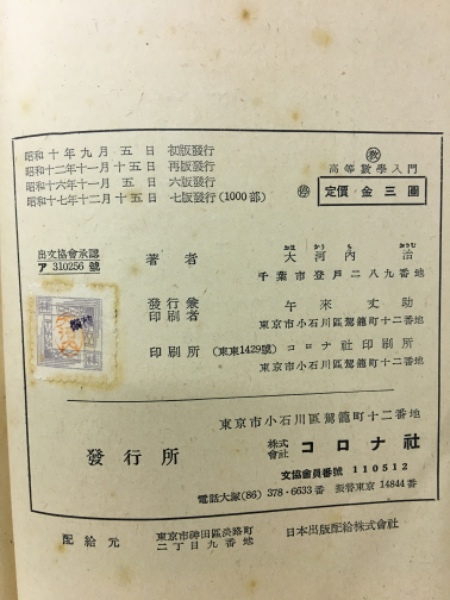 昭和十年九月五日 初版發行
昭和十二年十一月十五日 再版發行
昭和十六年十一月五日 六版發行
昭和十七年十二月十五日 七版發行(1000部)
敎
高等數學入門
停 定價 金三圓
出文協會承認
ア 310256 號
著者 大河內 治
千葉市登戸二八九番地
發行兼
印刷者 午來丈助
東京市小石川區駕籠町十二番地
印刷所 (東東1429號) コロナ社印刷所
東京市小石川區駕籠町十二番地
東京市小石川區駕籠町十二番地
發行所 株式會社 コロナ社
文協會員番號 110512
電話大塚(86) 378・6633番 振替東京 14844番
配給元 東京市神田區淡路町二丁目九番地 日本出版配給株式會社